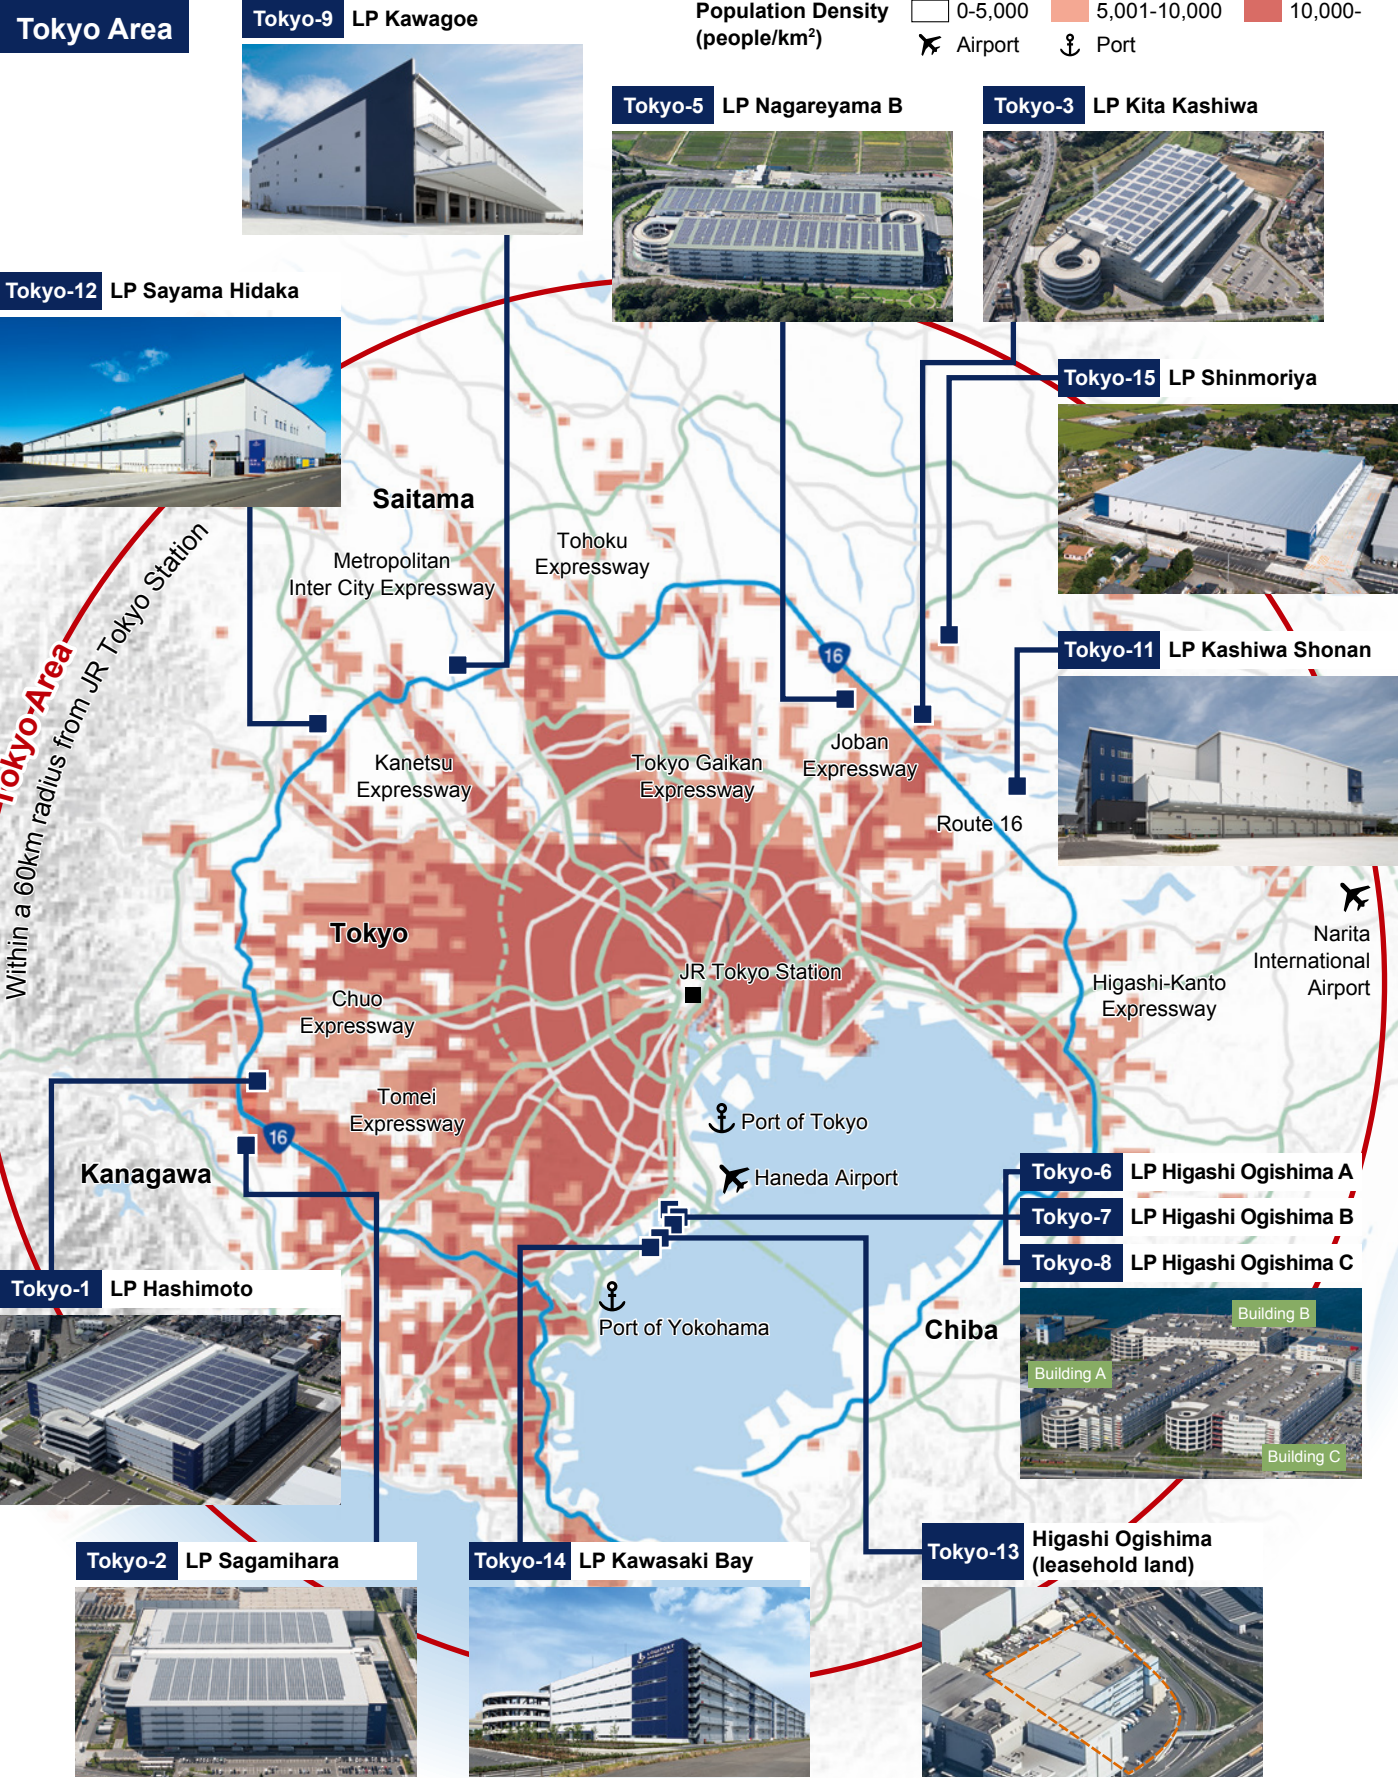 Tokyo Area
Tokyo-9 LP Kawagoe
Population Density
(people/km²)
0-5,000
5,001-10,000
10,000-
Airport
Port
Tokyo-5 LP Nagareyama B
Tokyo-3 LP Kita Kashiwa
Tokyo-12 LP Sayama Hidaka
Tokyo-15 LP Shinmoriya
Saitama
Metropolitan
Inter City Expressway
Tohoku
Expressway
Tokyo Area
Within a 60km radius from JR Tokyo Station
16
Tokyo-11 LP Kashiwa Shonan
Kanetsu
Expressway
Tokyo Gaikan
Expressway
Joban
Expressway
Route 16
Tokyo
JR Tokyo Station
Narita
International
Airport
Higashi-Kanto
Expressway
Chuo
Expressway
Tomei
Expressway
Port of Tokyo
16
Kanagawa
Haneda Airport
Tokyo-6 LP Higashi Ogishima A
Tokyo-7 LP Higashi Ogishima B
Tokyo-8 LP Higashi Ogishima C
Tokyo-1 LP Hashimoto
Port of Yokohama
Chiba
Building B
Building A
Building C
Tokyo-2 LP Sagamihara
Tokyo-14 LP Kawasaki Bay
Tokyo-13 Higashi Ogishima
(leasehold land)